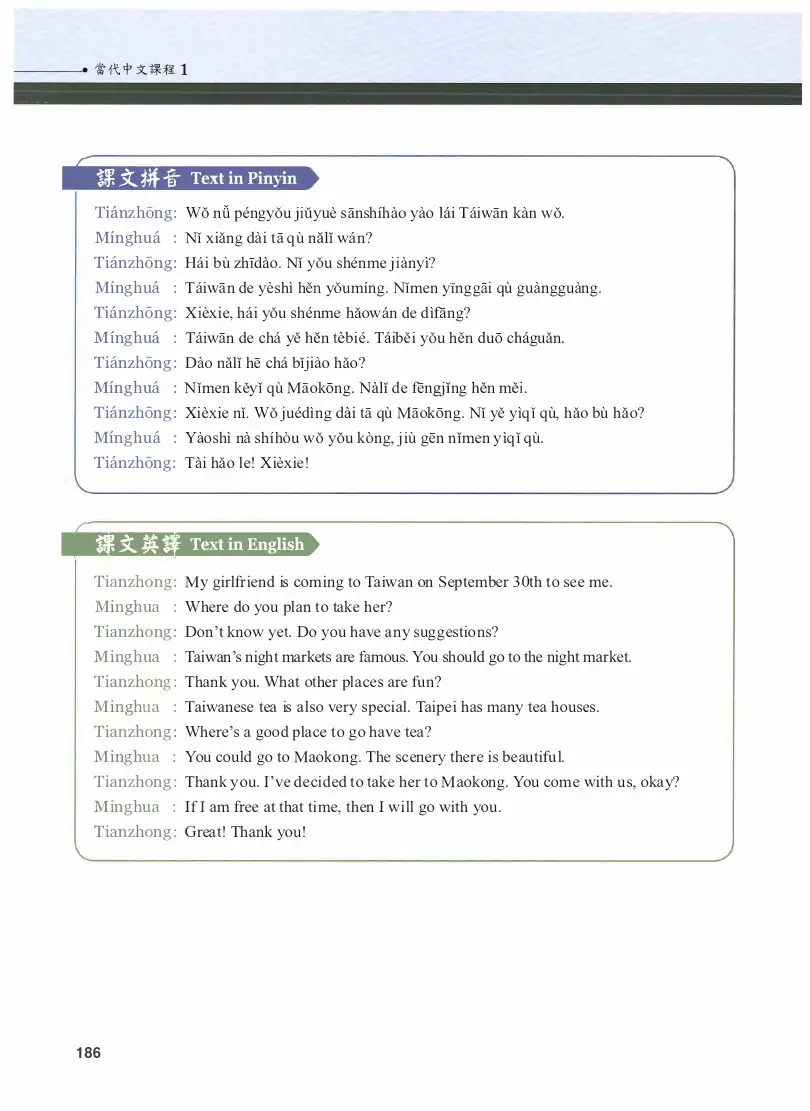 • 當代中文課程 1
課文拼音 Text in Pinyin
Tiánzhōng: Wǒ nǚ péngyǒu jiǔyuè sānshíhào yào lái Táiwān kàn wǒ.
Mínghuá : Nǐ xiǎng dài tā qù nǎlǐ wán?
Tiánzhōng: Hái bù zhīdào. Nǐ yǒu shénme jiànyì?
Mínghuá : Táiwān de yèshì hěn yǒumíng. Nǐmen yīnggāi qù guàngguàng.
Tiánzhōng: Xièxie, hái yǒu shénme hǎowán de dìfāng?
Mínghuá : Táiwān de chá yě hěn tèbié. Táiběi yǒu hěn duō cháguǎn.
Tiánzhōng: Dào nǎlǐ hē chá bǐjiào hǎo?
Mínghuá : Nǐmen kěyǐ qù Māokōng. Nàlǐ de fēngjǐng hěn měi.
Tiánzhōng: Xièxie nǐ. Wǒ juédìng dài tā qù Māokōng. Nǐ yě yìqǐ qù, hǎo bù hǎo?
Mínghuá : Yàoshì nà shíhòu wǒ yǒu kòng, jiù gēn nǐmen yìqǐ qù.
Tiánzhōng: Tài hǎo le! Xièxie!
課文英譯 Text in English
Tianzhong: My girlfriend is coming to Taiwan on September 30th to see me.
Minghua : Where do you plan to take her?
Tianzhong: Don't know yet. Do you have any suggestions?
Minghua : Taiwan's night markets are famous. You should go to the night market.
Tianzhong: Thank you. What other places are fun?
Minghua : Taiwanese tea is also very special. Taipei has many tea houses.
Tianzhong: Where's a good place to go have tea?
Minghua : You could go to Maokong. The scenery there is beautiful.
Tianzhong: Thank you. I've decided to take her to Maokong. You come with us, okay?
Minghua : If I am free at that time, then I will go with you.
Tianzhong: Great! Thank you!
186